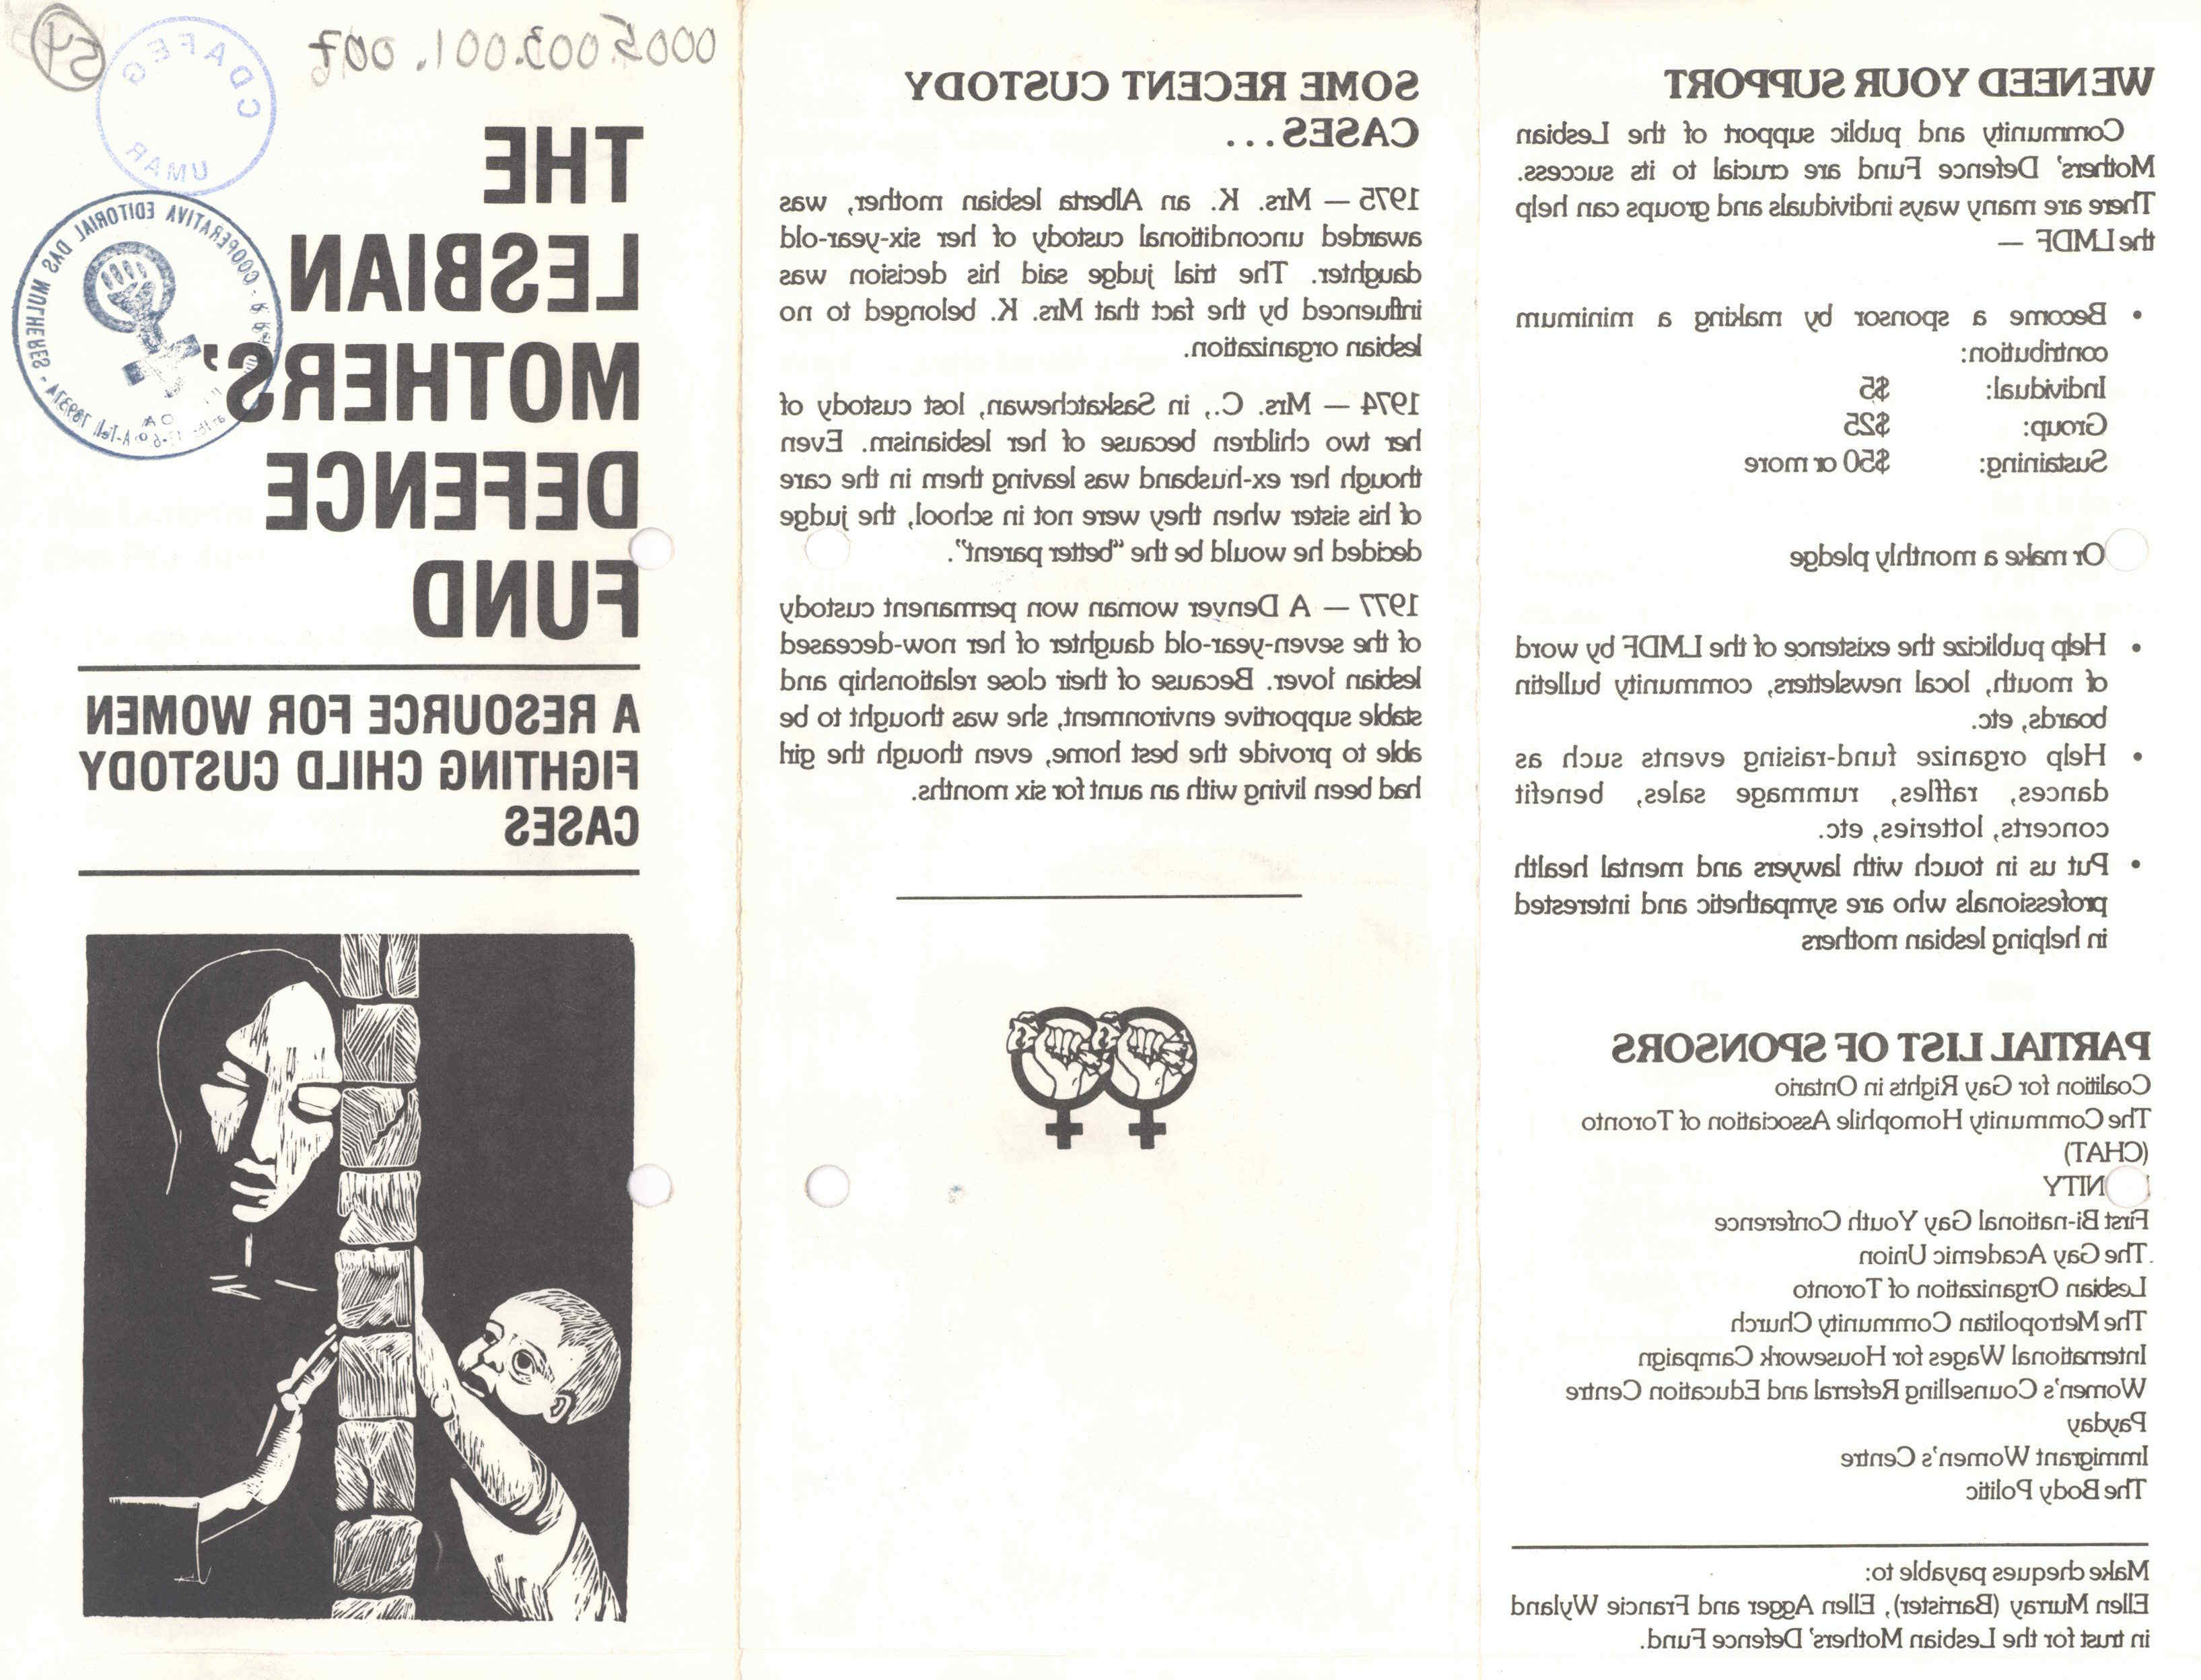 WE NEED YOUR SUPPORT
Community and public support of the Lesbian
Mothers' Defence Fund are crucial to its success.
There are many ways individuals and groups can help
the LMDF —
• Become a sponsor by making a minimum
contribution:
Individual: $5
Group: $25
Sustaining: $50 or more
Or make a monthly pledge
• Help publicize the existence of the LMDF by word
of mouth, local newsletters, community bulletin
boards, etc.
• Help organize fund-raising events such as
dances, raffles, rummage sales, benefit
concerts, lotteries, etc.
• Put us in touch with lawyers and mental health
professionals who are sympathetic and interested
in helping lesbian mothers
PARTIAL LIST OF SPONSORS
Coalition for Gay Rights in Ontario
The Community Homophile Association of Toronto
(CHAT)
NITY
First Bi-national Gay Youth Conference
The Gay Academic Union
Lesbian Organization of Toronto
The Metropolitan Community Church
International Wages for Housework Campaign
Women's Counselling Referral and Education Centre
Payday
Immigrant Women's Centre
The Body Politic
Make cheques payable to:
Ellen Murray (Barrister), Ellen Agger and Francie Wyland
in trust for the Lesbian Mothers' Defence Fund.
SOME RECENT CUSTODY
CASES...
1975 — Mrs. K. an Alberta lesbian mother, was
awarded unconditional custody of her six-year-old
daughter. The trial judge said his decision was
influenced by the fact that Mrs. K. belonged to no
lesbian organization.
1974 — Mrs. C., in Saskatchewan, lost custody of
her two children because of her lesbianism. Even
though her ex-husband was leaving them in the care
of his sister when they were not in school, the judge
decided he would be the "better parent".
1977 — A Denver woman won permanent custody
of the seven-year-old daughter of her now-deceased
lesbian lover. Because of their close relationship and
stable supportive environment, she was thought to be
able to provide the best home, even though the girl
had been living with an aunt for six months.
0005.003.001.007
54
CDAFEG
UMAR
COOPERATIVA EDITORIAL DAS MULHERES
THE
LESBIAN
MOTHERS'
DEFENCE
FUND
A RESOURCE FOR WOMEN
FIGHTING CHILD CUSTODY
CASES